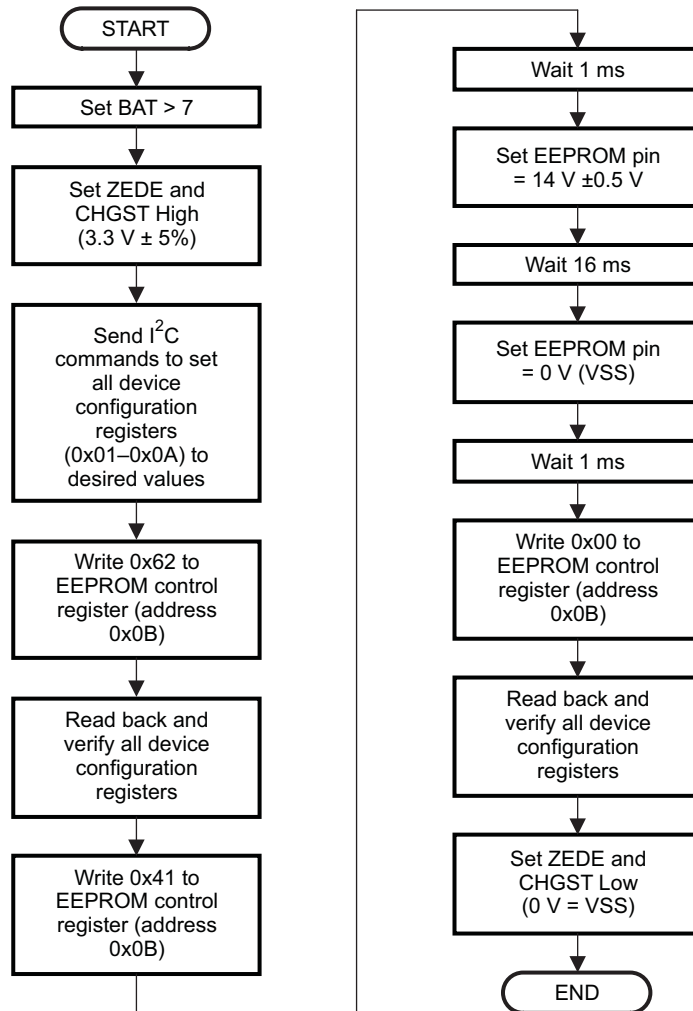 START
Set BAT > 7
Set ZEDE and
CHGST High
(3.3 V ± 5%)
Send I²C
commands to set
all device
configuration
registers
(0x01–0x0A) to
desired values
Write 0x62 to
EEPROM control
register (address
0x0B)
Read back and
verify all device
configuration
registers
Write 0x41 to
EEPROM control
register (address
0x0B)
Wait 1 ms
Set EEPROM pin
= 14 V ±0.5 V
Wait 16 ms
Set EEPROM pin
= 0 V (VSS)
Wait 1 ms
Write 0x00 to
EEPROM control
register (address
0x0B)
Read back and
verify all device
configuration
registers
Set ZEDE and
CHGST Low
(0 V = VSS)
END